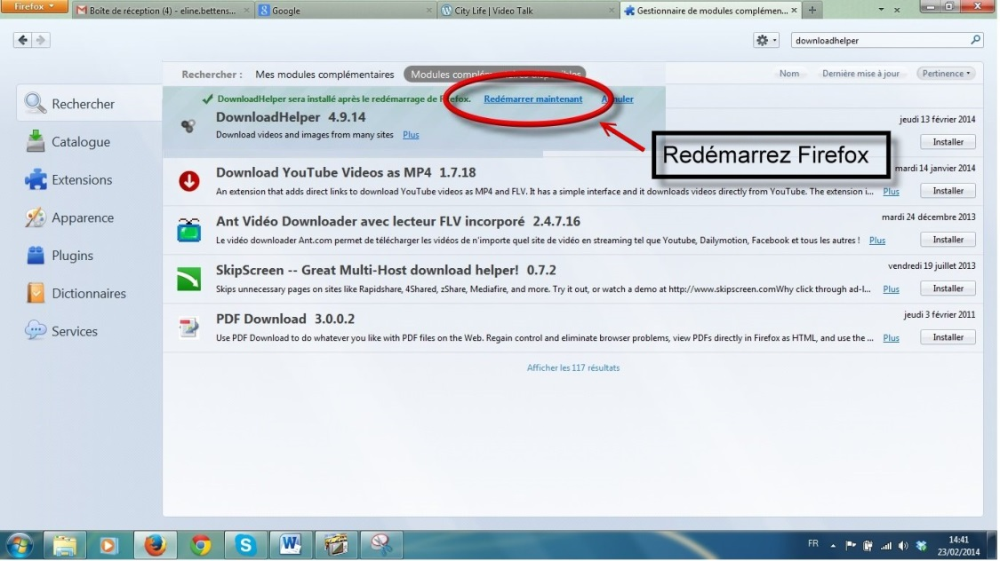 Firefox
Boîte de réception (4) - eline.bettens...
Google
City Life | Video Talk
Gestionnaire de modules complémen...
downloadhelper
Rechercher : Mes modules complémentaires Modules complémentaires disponibles
Nom Dernière mise à jour Pertinence
Rechercher
Catalogue
Extensions
Apparence
Plugins
Dictionnaires
Services
DownloadHelper sera installé après le redémarrage de Firefox. Redémarrer maintenant Annuler
DownloadHelper 4.9.14
jeudi 13 février 2014
Download videos and images from many sites Plus
Installer
Redémarrez Firefox
Download YouTube Videos as MP4 1.7.18
mardi 14 janvier 2014
An extension that adds direct links to download YouTube videos as MP4 and FLV. It has a simple interface and it downloads videos directly from YouTube. The extension i... Plus
Installer
Ant Vidéo Downloader avec lecteur FLV incorporé 2.4.7.16
mardi 24 décembre 2013
Le vidéo downloader Ant.com permet de télécharger les vidéos de n'importe quel site de vidéo en streaming tel que Youtube, Dailymotion, Facebook et tous les autres ! Plus
Installer
SkipScreen -- Great Multi-Host download helper! 0.7.2
vendredi 19 juillet 2013
Skips unnecessary pages on sites like Rapidshare, 4Shared, zShare, Mediafire, and more. Try it out, or watch a demo at http://www.skipscreen.comWhy click through ad-l... Plus
Installer
PDF Download 3.0.0.2
jeudi 3 février 2011
Use PDF Download to do whatever you like with PDF files on the Web. Regain control and eliminate browser problems, view PDFs directly in Firefox as HTML, and use the ... Plus
Installer
Afficher les 117 résultats
FR
14:41
23/02/2014